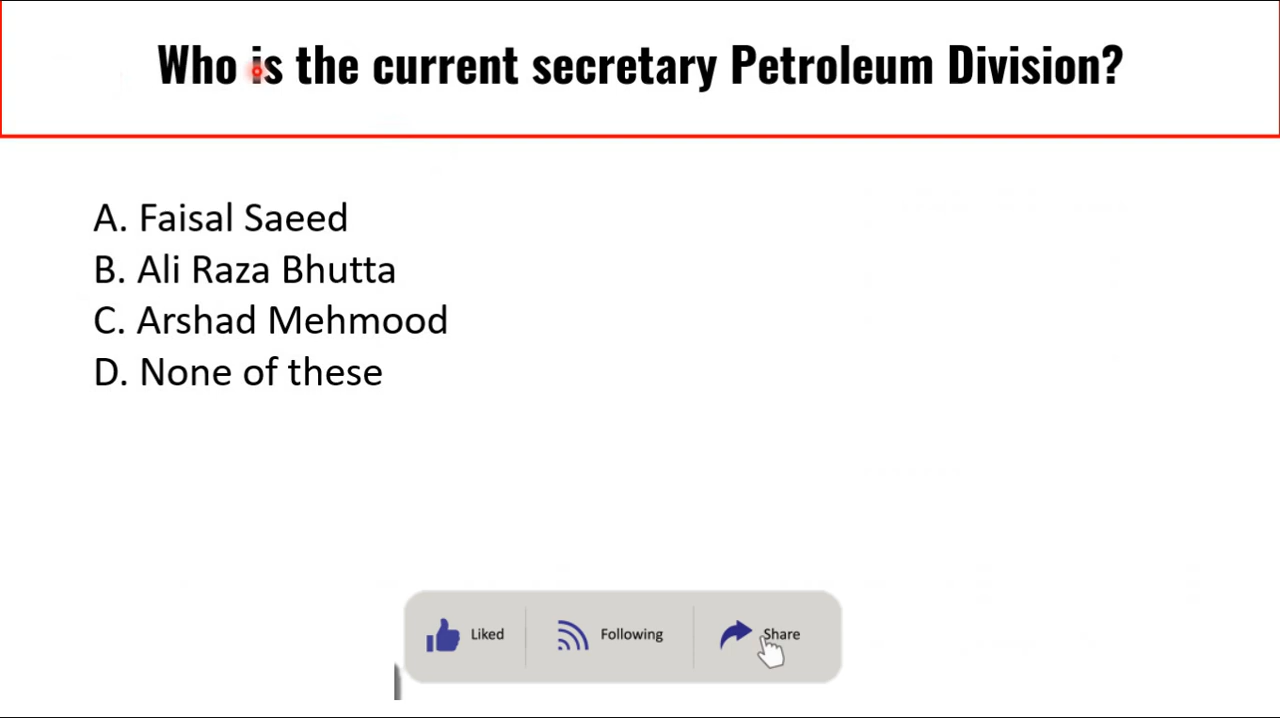 Who is the current secretary Petroleum Division?
A. Faisal Saeed
B. Ali Raza Bhutta
C. Arshad Mehmood
D. None of these
Liked Following Share